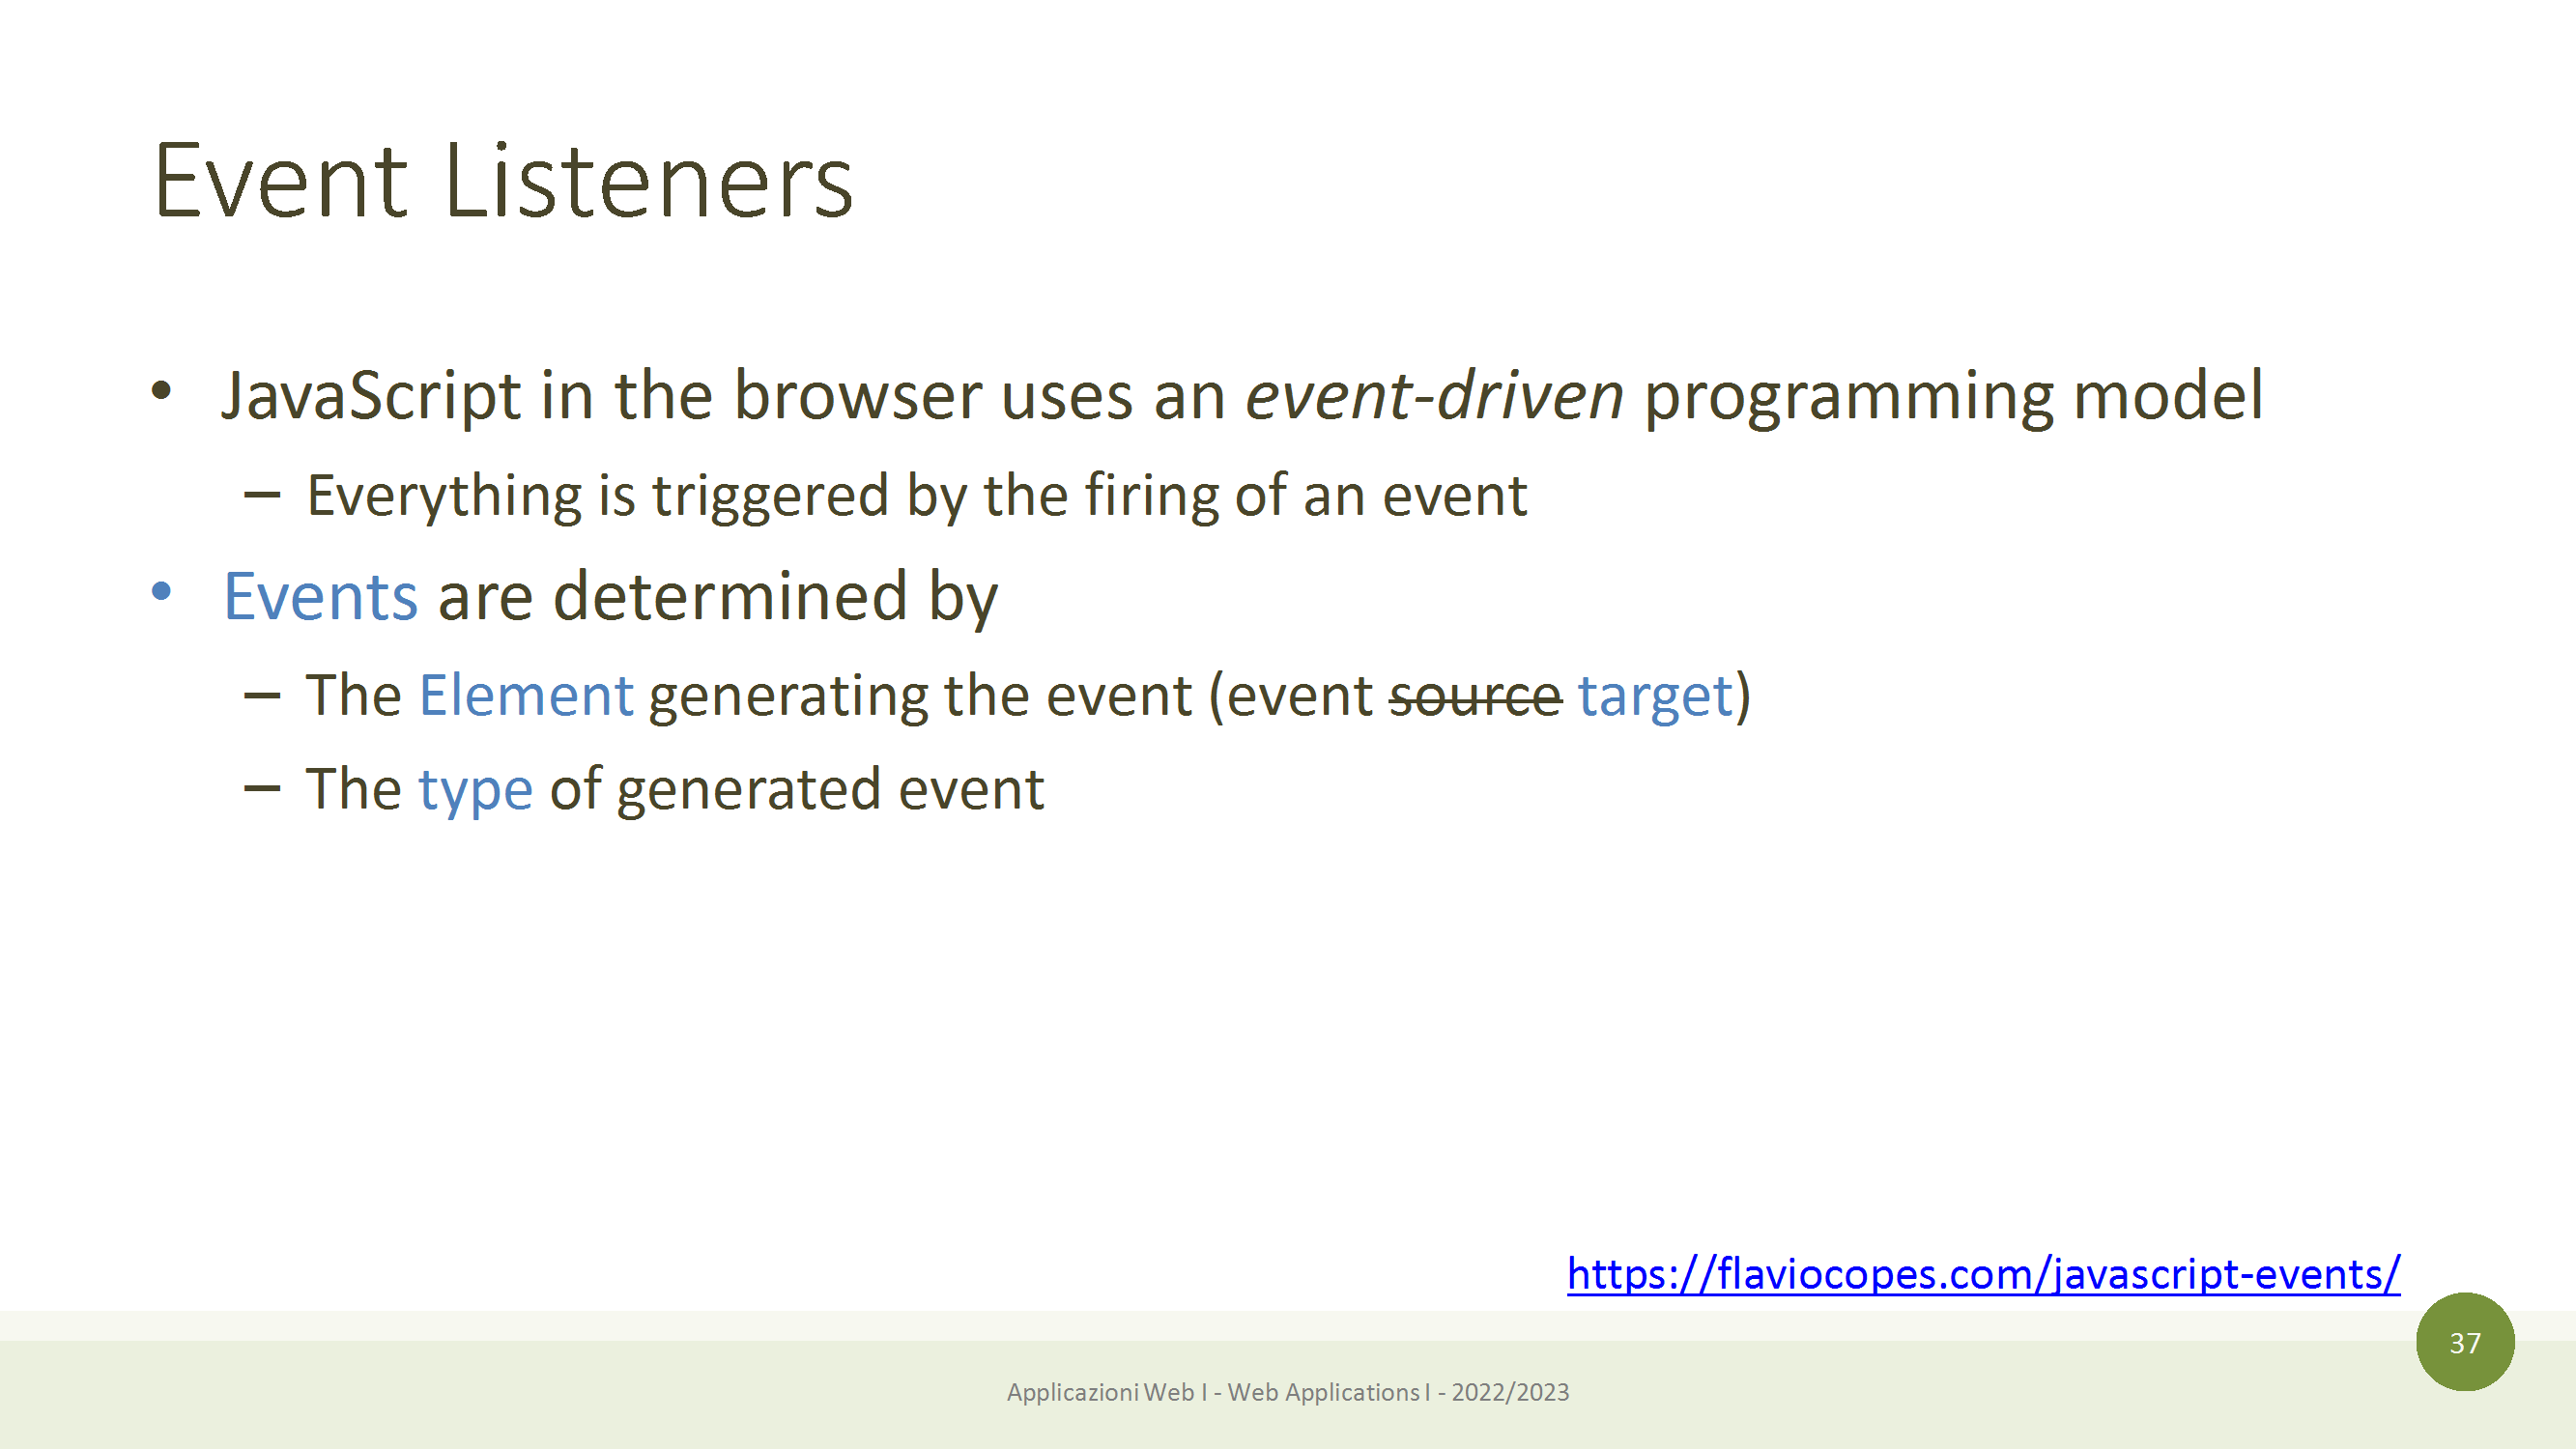 Event Listeners
• JavaScript in the browser uses an event-driven programming model
– Everything is triggered by the firing of an event
• Events are determined by
– The Element generating the event (event source target)
– The type of generated event
https://flaviocopes.com/javascript-events/
37
Applicazioni Web I - Web Applications I - 2022/2023